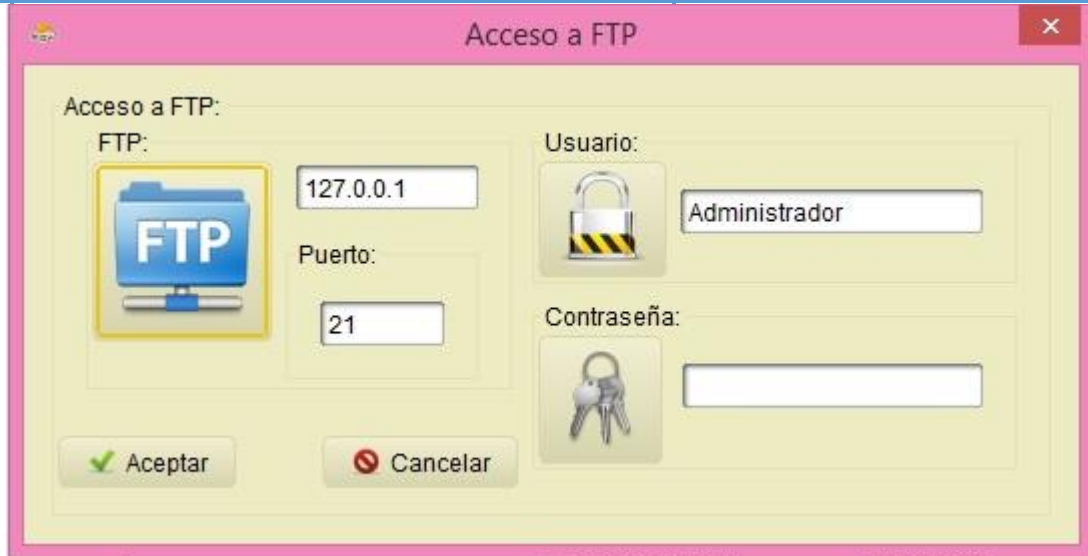 Acceso a FTP
Acceso a FTP:
FTP:
FTP
127.0.0.1
Puerto:
21
Usuario:
Administrador
Contraseña:
Aceptar
Cancelar